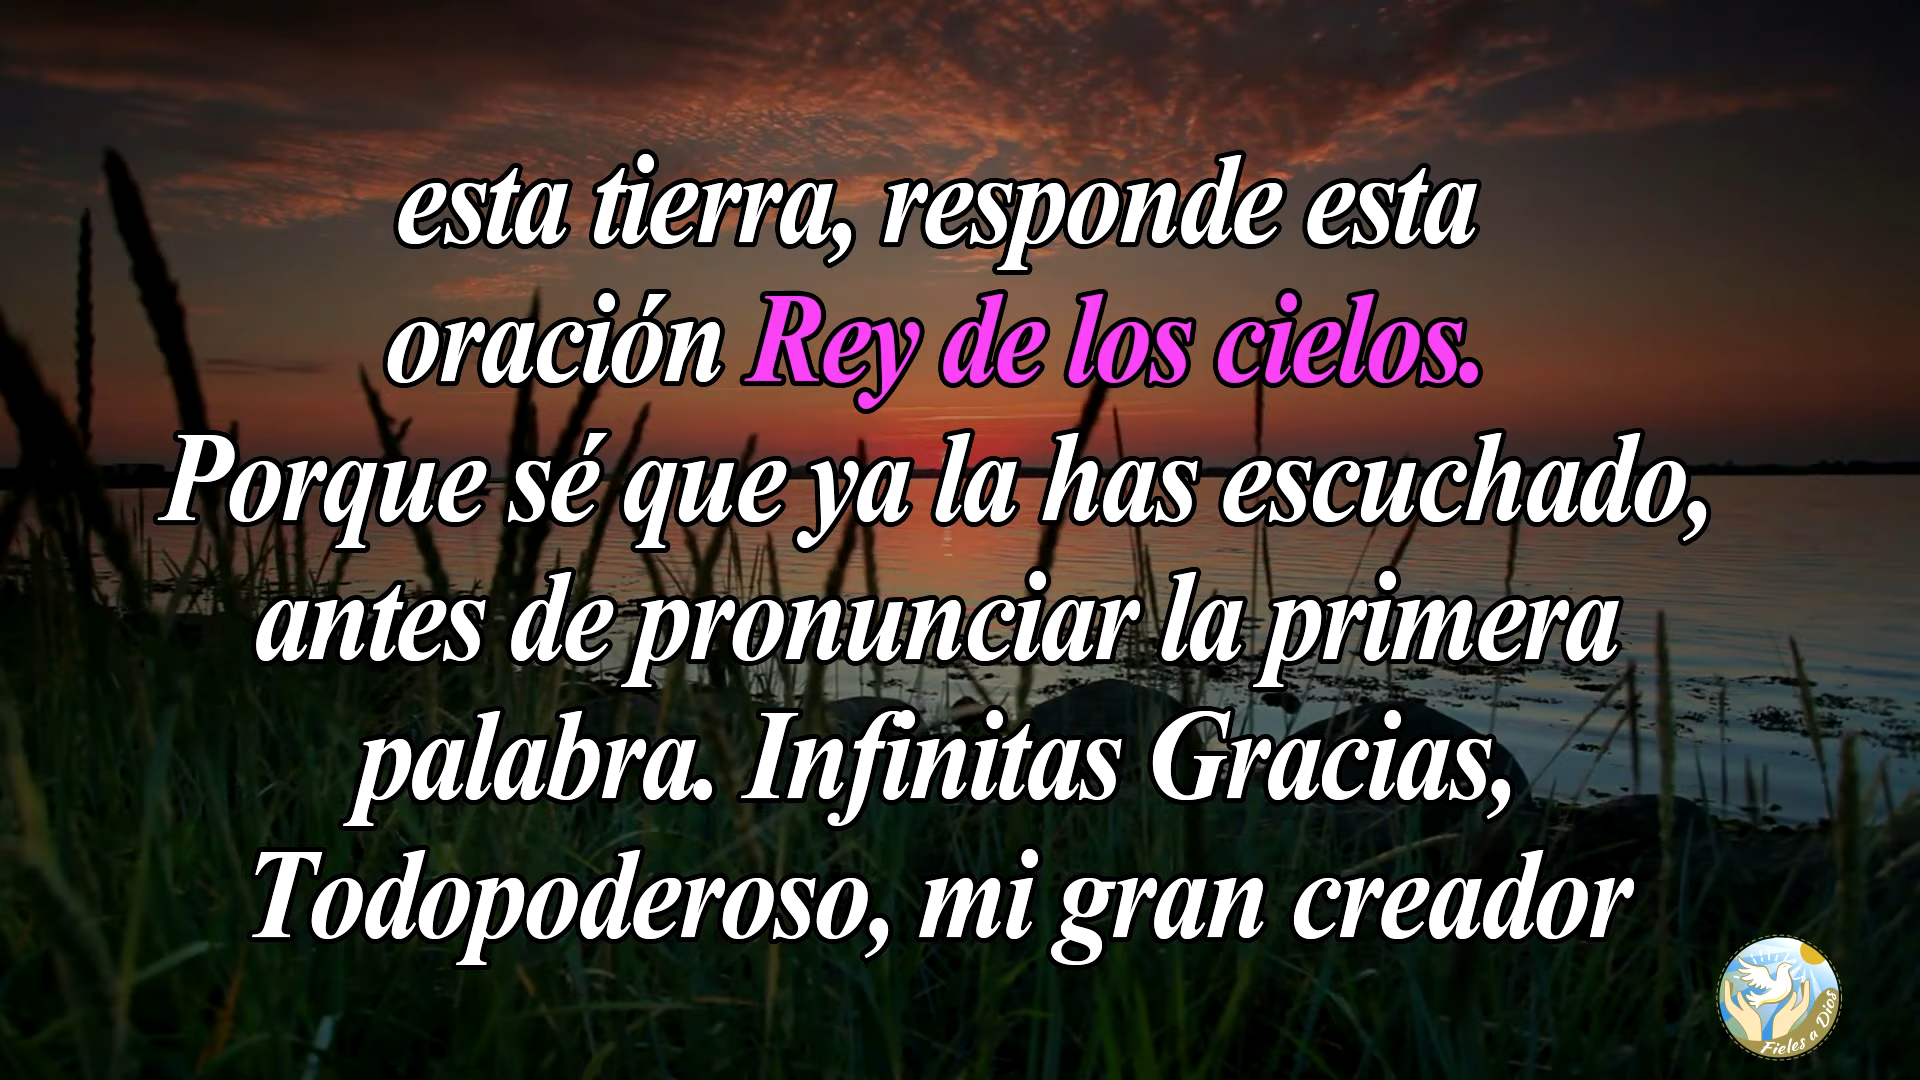 esta tierra, responde esta
oración Rey de los cielos.
Porque sé que ya la has escuchado,
antes de pronunciar la primera
palabra. Infinitas Gracias,
Todopoderoso, mi gran creador
Fieles a Dios